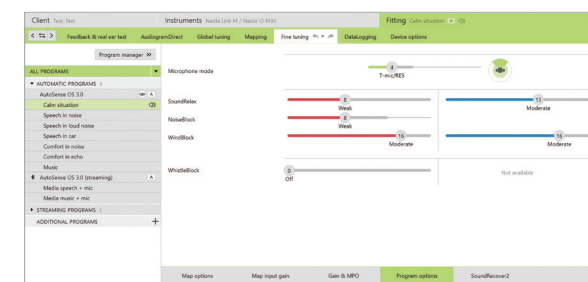 Client Test, Test
Instruments Naida Link M / Naida CI M90
Fitting Calm situation
Feedback & real ear test AudiogramDirect Global tuning Mapping Fine tuning DataLogging Device options
Program manager >>
ALL PROGRAMS
Microphone mode
4
T-mic/RES
AUTOMATIC PROGRAMS
AutoSense OS 3.0 A
Calm situation
SoundRelax
8
Weak
13
Moderate
Speech in noise
NoiseBlock
8
Weak
Speech in loud noise
Speech in car
WindBlock
16
Moderate
16
Moderate
Comfort in noise
Comfort in echo
Music
WhistleBlock
0
Off
Not available
AutoSense OS 3.0 (streaming) A
Media speech + mic
Media music + mic
STREAMING PROGRAMS
ADDITIONAL PROGRAMS +
Map options Map input gain Gain & MPO Program options SoundRecover2